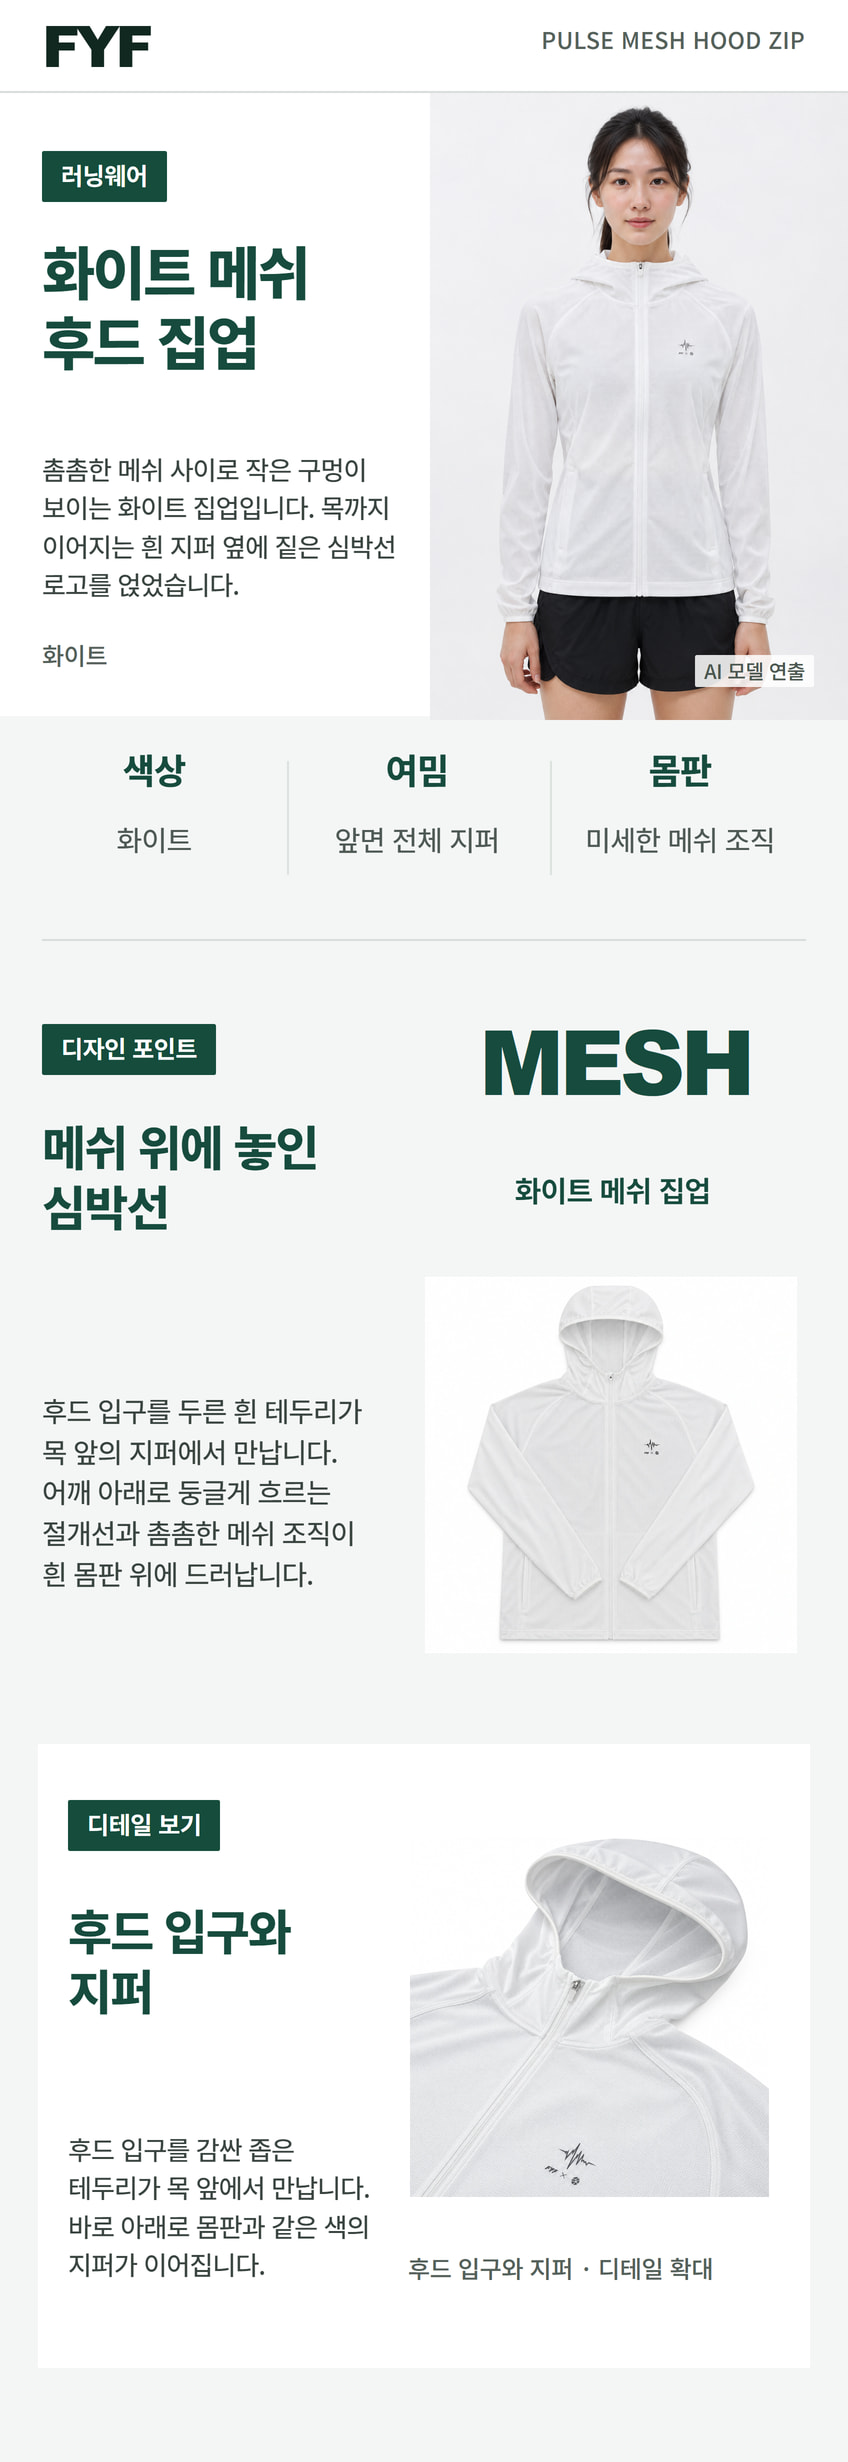 FYF
PULSE MESH HOOD ZIP
러닝웨어
화이트 메쉬
후드 집업
촘촘한 메쉬 사이로 작은 구멍이
보이는 화이트 집업입니다. 목까지
이어지는 흰 지퍼 옆에 짙은 심박선
로고를 얹었습니다.
화이트
AI 모델 연출
색상
화이트
여밈
앞면 전체 지퍼
몸판
미세한 메쉬 조직
디자인 포인트
메쉬 위에 놓인
심박선
MESH
화이트 메쉬 집업
후드 입구를 두른 흰 테두리가
목 앞의 지퍼에서 만납니다.
어깨 아래로 둥글게 흐르는
절개선과 촘촘한 메쉬 조직이
흰 몸판 위에 드러납니다.
디테일 보기
후드 입구와
지퍼
후드 입구를 감싼 좁은
테두리가 목 앞에서 만납니다.
바로 아래로 몸판과 같은 색의
지퍼가 이어집니다.
FYF ×
후드 입구와 지퍼 · 디테일 확대